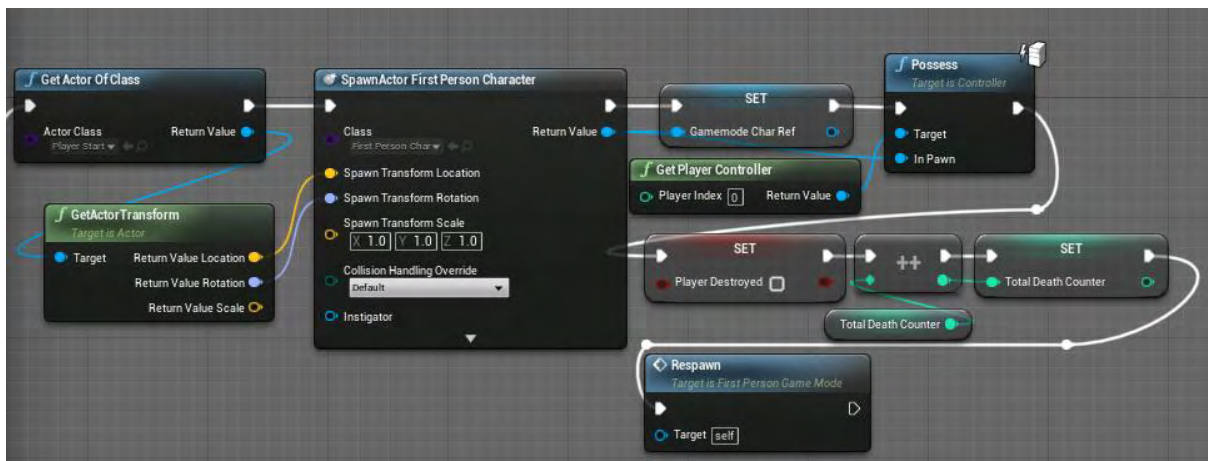 Get Actor Of Class
Actor Class
Player Start
Return Value
GetActorTransform
Target is Actor
Target
Return Value Location
Return Value Rotation
Return Value Scale
SpawnActor First Person Character
Class
First Person Char
Return Value
Spawn Transform Location
Spawn Transform Rotation
Spawn Transform Scale
X 1.0 Y 1.0 Z 1.0
Collision Handling Override
Default
Instigator
SET
Gamemode Char Ref
Get Player Controller
Player Index 0 Return Value
Possess
Target is Controller
Target
In Pawn
SET
Player Destroyed
++
SET
Total Death Counter
Total Death Counter
Respawn
Target is First Person Game Mode
Target self